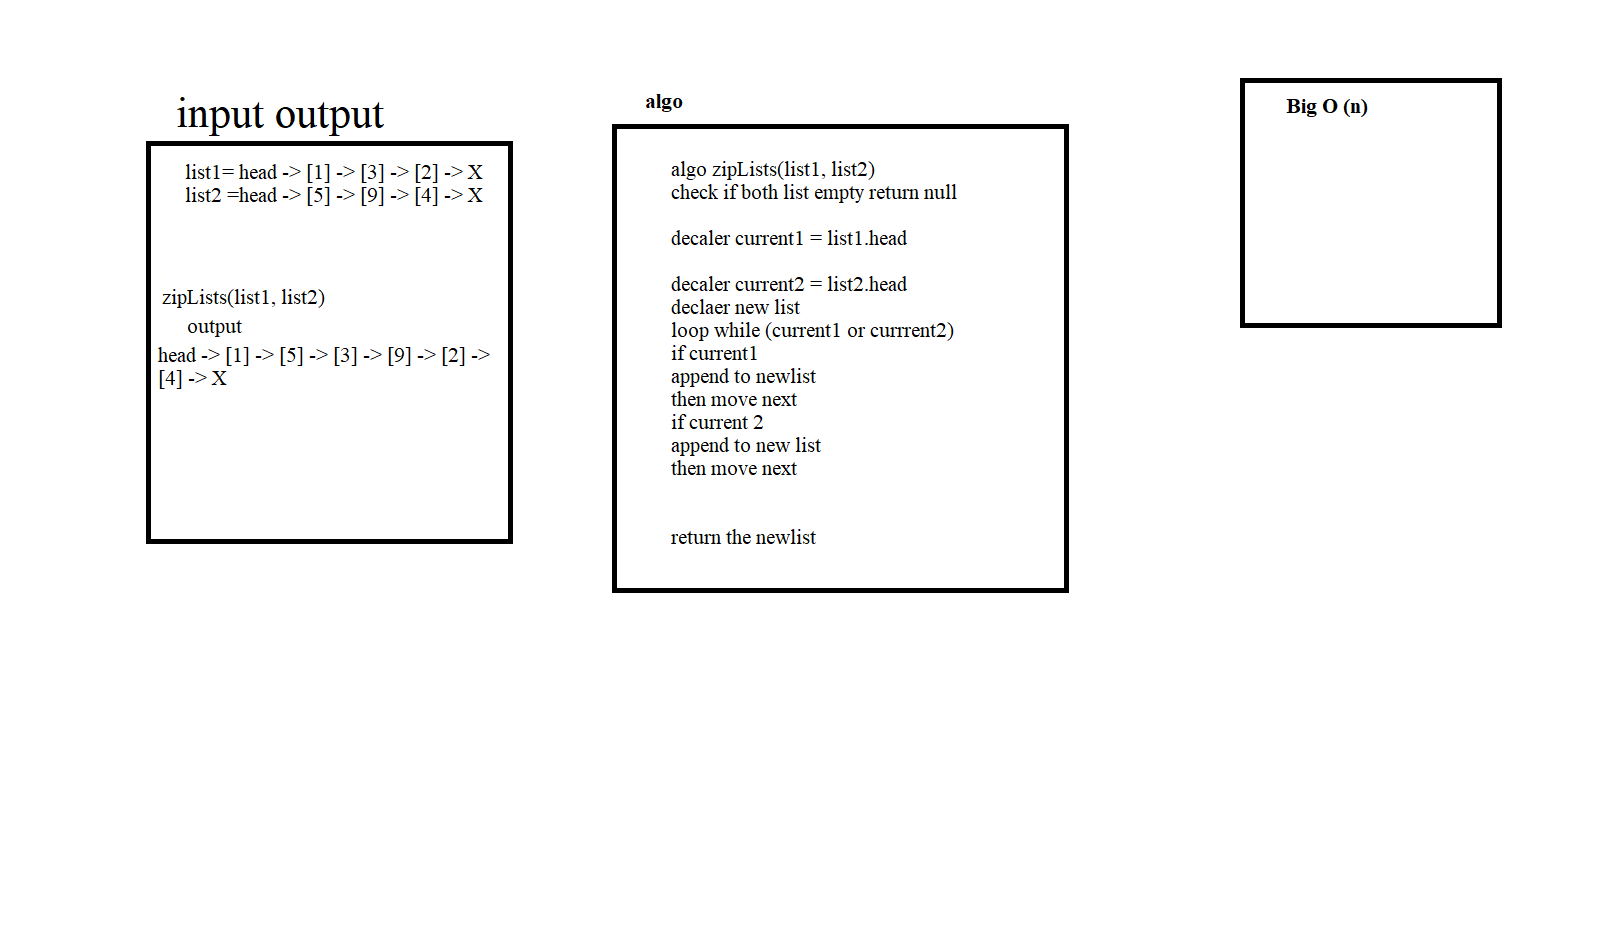 input output
list1= head -> [1] -> [3] -> [2] -> X
list2 =head -> [5] -> [9] -> [4] -> X
zipLists(list1, list2)
output
head -> [1] -> [5] -> [3] -> [9] -> [2] ->
[4] -> X
algo
algo zipLists(list1, list2)
check if both list empty return null
decaler current1 = list1.head
decaler current2 = list2.head
declaer new list
loop while (current1 or currrent2)
if current1
append to newlist
then move next
if current 2
append to new list
then move next
return the newlist
Big O (n)